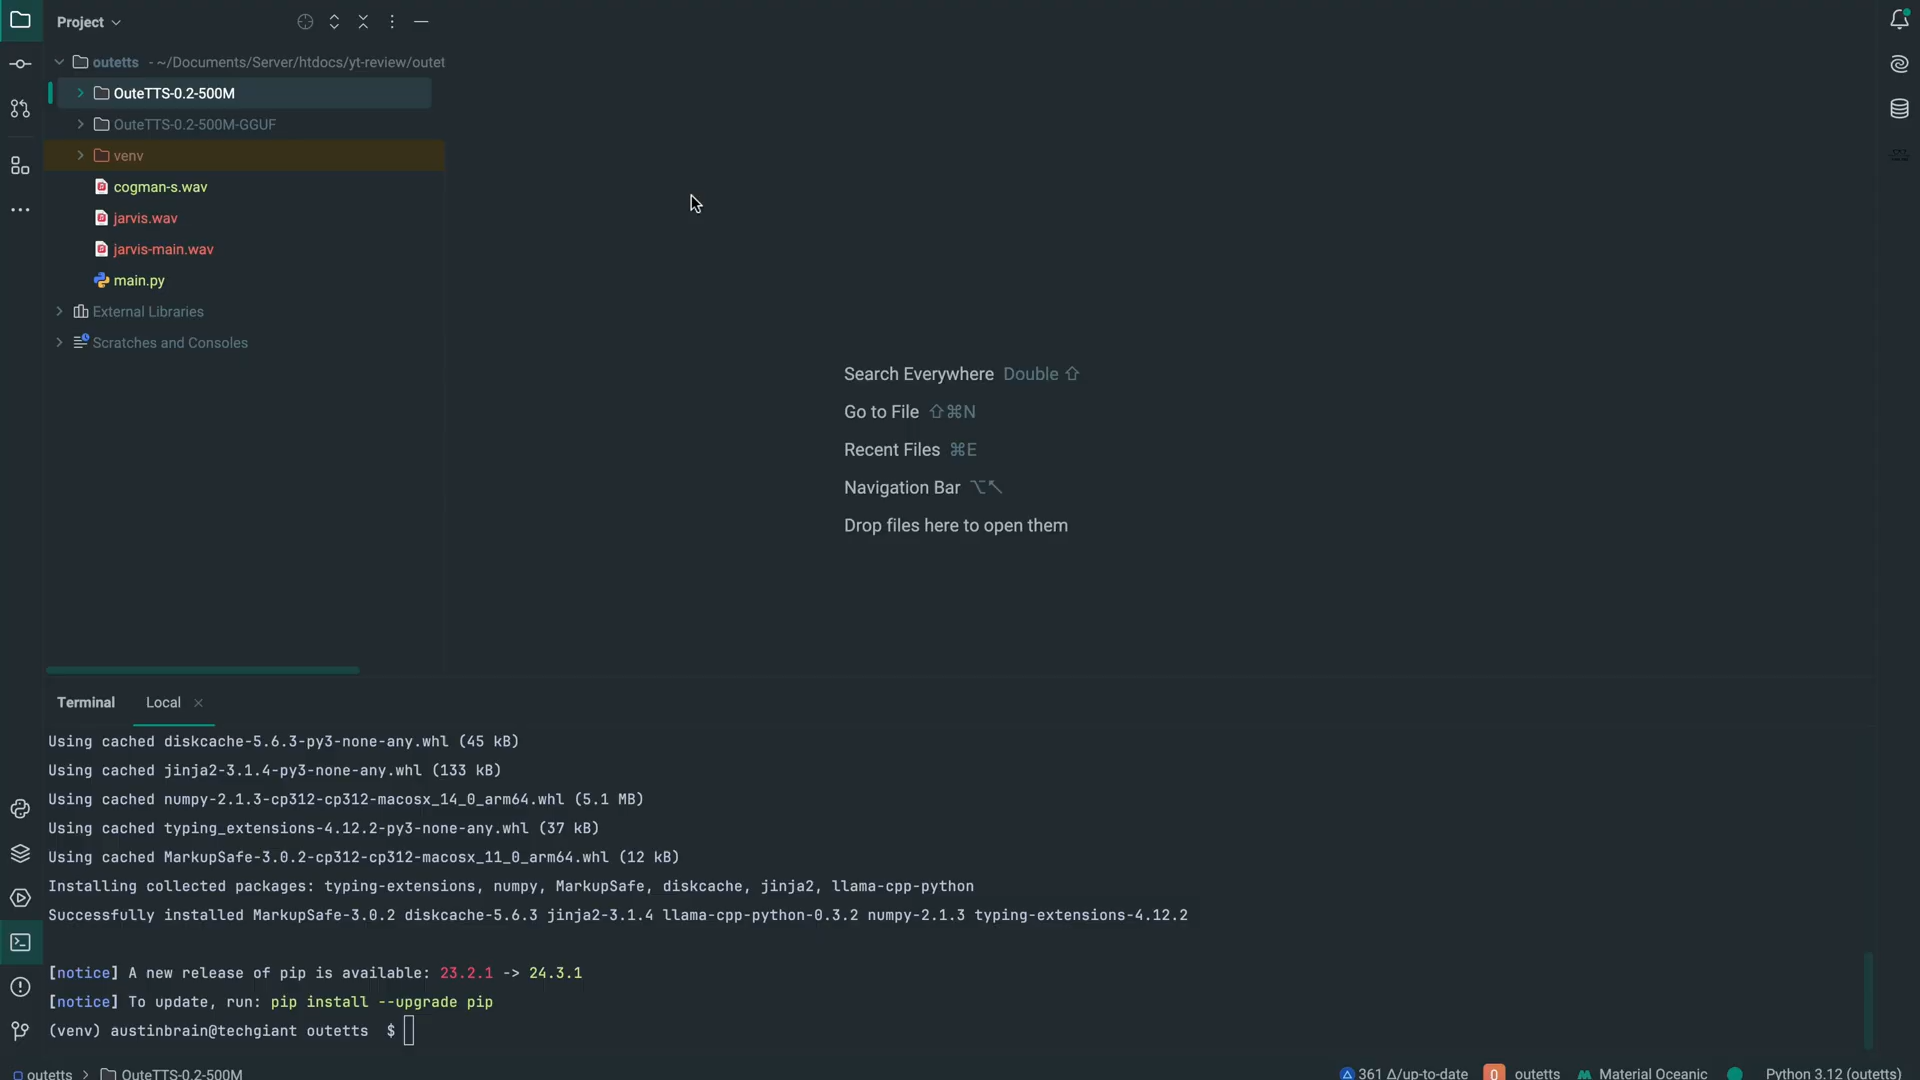 Project
outetts - ~/Documents/Server/htdocs/yt-review/outet
OuteTTS-0.2-500M
OuteTTS-0.2-500M-GGUF
venv
cogman-s.wav
jarvis.wav
jarvis-main.wav
main.py
External Libraries
Scratches and Consoles
Search Everywhere Double ⇧
Go to File ⇧⌘N
Recent Files ⌘E
Navigation Bar ⌥↖
Drop files here to open them
Terminal Local
Using cached diskcache-5.6.3-py3-none-any.whl (45 kB)
Using cached jinja2-3.1.4-py3-none-any.whl (133 kB)
Using cached numpy-2.1.3-cp312-cp312-macosx_14_0_arm64.whl (5.1 MB)
Using cached typing_extensions-4.12.2-py3-none-any.whl (37 kB)
Using cached MarkupSafe-3.0.2-cp312-cp312-macosx_11_0_arm64.whl (12 kB)
Installing collected packages: typing-extensions, numpy, MarkupSafe, diskcache, jinja2, llama-cpp-python
Successfully installed MarkupSafe-3.0.2 diskcache-5.6.3 jinja2-3.1.4 llama-cpp-python-0.3.2 numpy-2.1.3 typing-extensions-4.12.2
[notice] A new release of pip is available: 23.2.1 -> 24.3.1
[notice] To update, run: pip install --upgrade pip
(venv) austinbrain@techgiant outetts $
outetts > OuteTTS-0.2-500M 361 Δ/up-to-date 0 outetts Material Oceanic Python 3.12 (outetts)